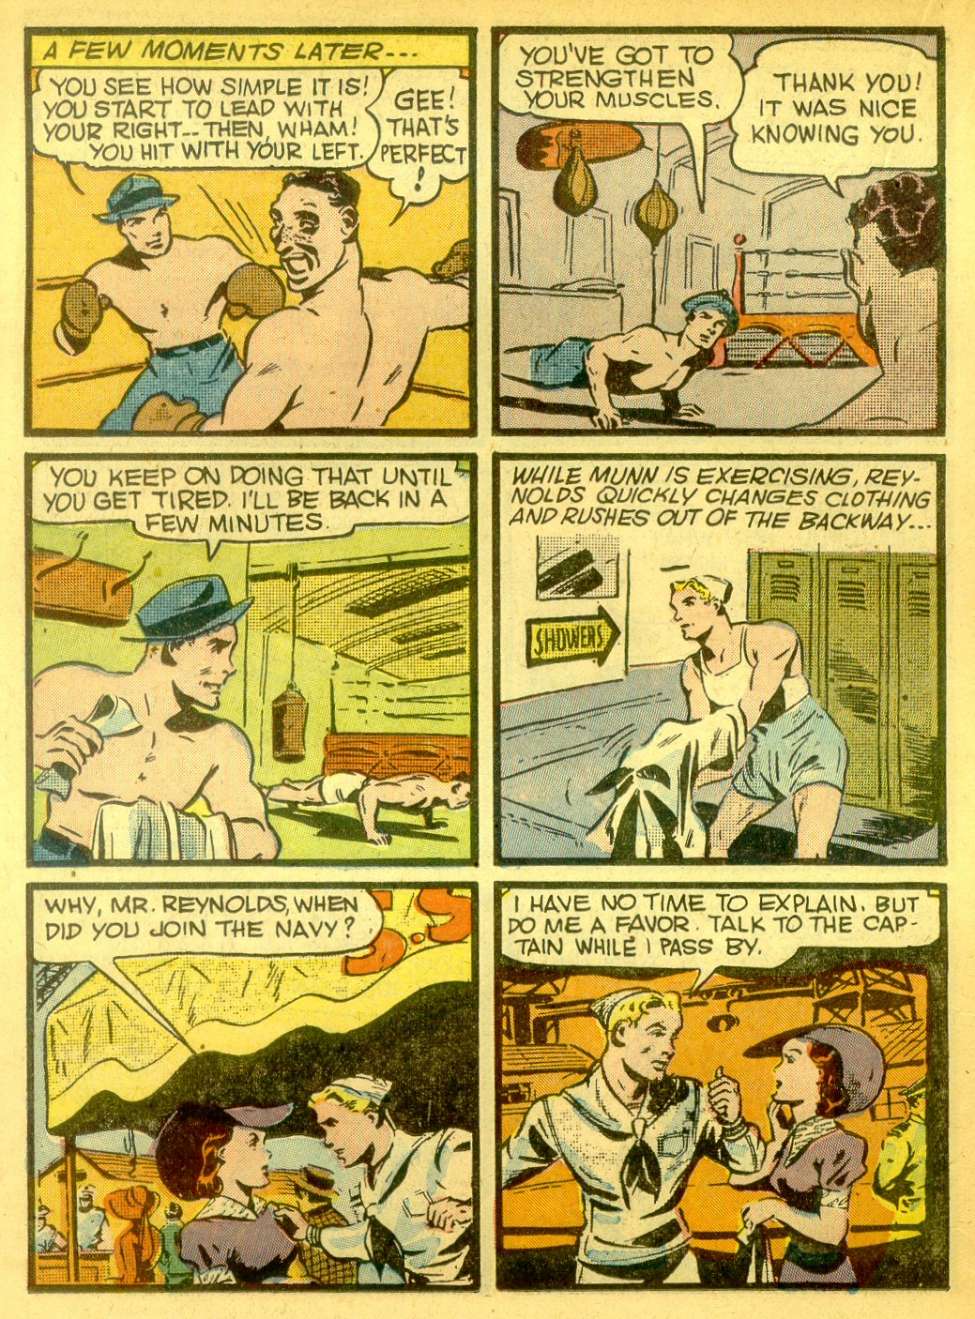 A FEW MOMENTS LATER---
YOU SEE HOW SIMPLE IT IS!
YOU START TO LEAD WITH
YOUR RIGHT--THEN, WHAM!
YOU HIT WITH YOUR LEFT.
GEE!
THAT'S
PERFECT
!
YOU'VE GOT TO
STRENGTHEN
YOUR MUSCLES.
THANK YOU!
IT WAS NICE
KNOWING YOU.
YOU KEEP ON DOING THAT UNTIL
YOU GET TIRED. I'LL BE BACK IN A
FEW MINUTES.
WHILE MUNN IS EXERCISING, REY-
NOLDS QUICKLY CHANGES CLOTHING
AND RUSHES OUT OF THE BACKWAY...
SHOWERS
WHY, MR. REYNOLDS, WHEN
DID YOU JOIN THE NAVY?
S.S
I HAVE NO TIME TO EXPLAIN. BUT
DO ME A FAVOR. TALK TO THE CAP-
TAIN WHILE I PASS BY.